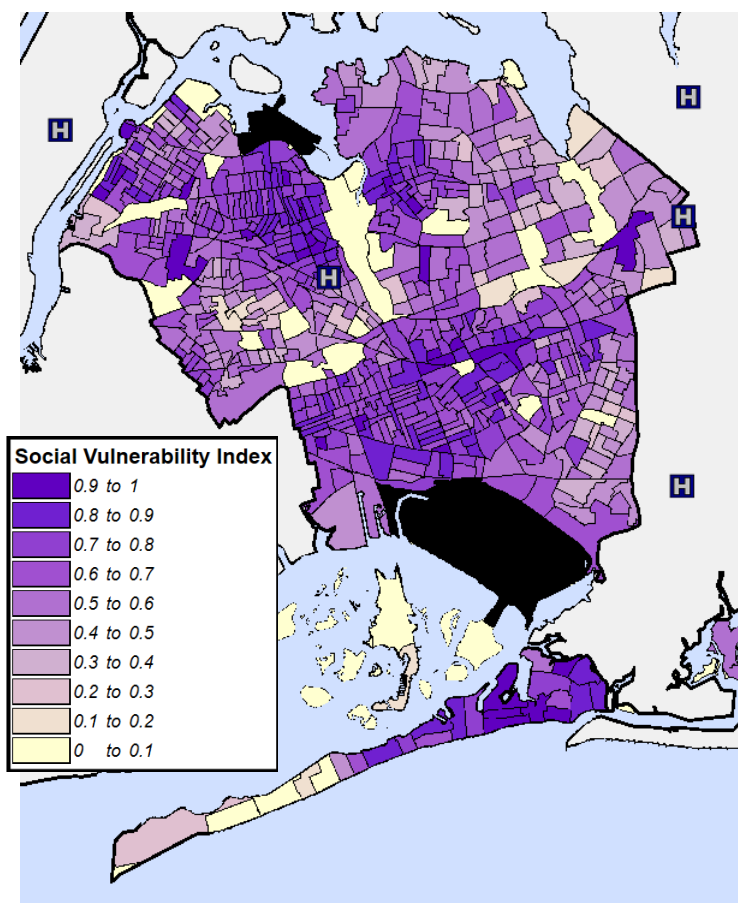 H
H
H
H
Social Vulnerability Index
0.9 to 1
0.8 to 0.9
0.7 to 0.8
0.6 to 0.7
0.5 to 0.6
0.4 to 0.5
0.3 to 0.4
0.2 to 0.3
0.1 to 0.2
0 to 0.1
H